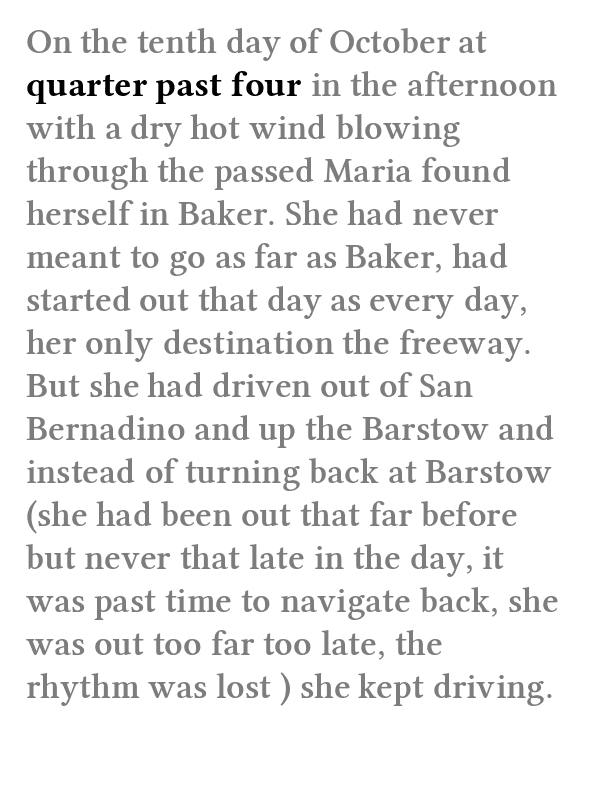 On the tenth day of October at
quarter past four in the afternoon
with a dry hot wind blowing
through the passed Maria found
herself in Baker. She had never
meant to go as far as Baker, had
started out that day as every day,
her only destination the freeway.
But she had driven out of San
Bernadino and up the Barstow and
instead of turning back at Barstow
(she had been out that far before
but never that late in the day, it
was past time to navigate back, she
was out too far too late, the
rhythm was lost ) she kept driving.